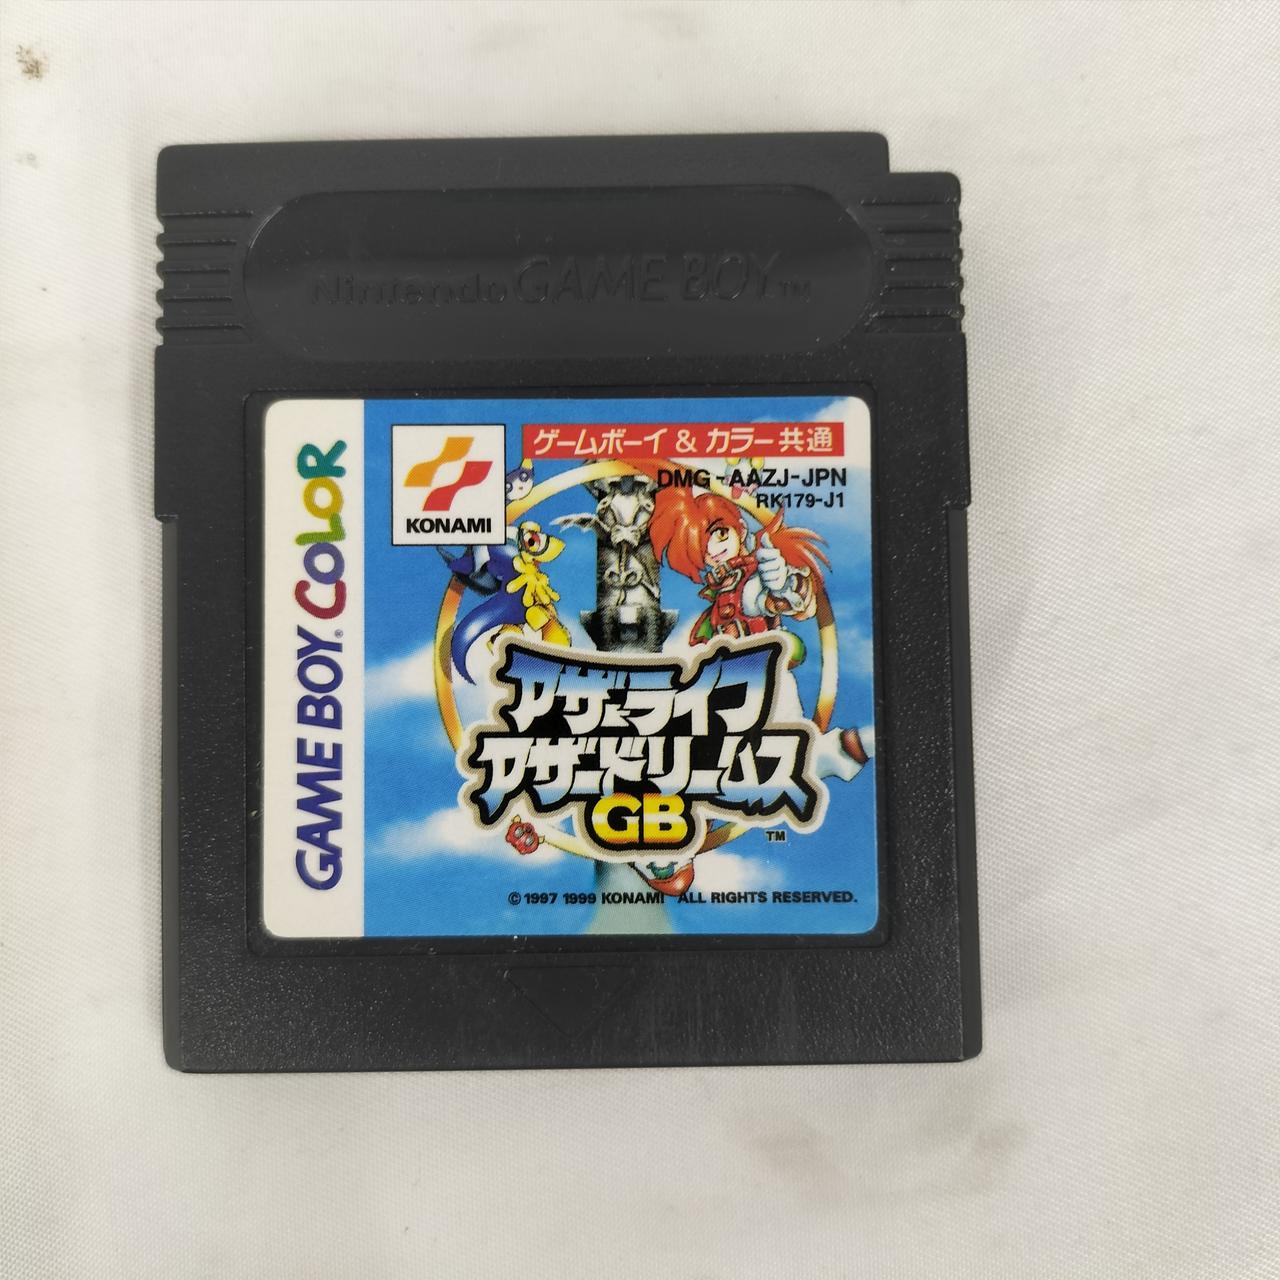 Nintendo GAME BOY™
GAME BOY® COLOR
KONAMI
ゲームボーイ & カラー共通
DMG-AAZJ-JPN
RK179-J1
アザーライフ
アザードリームス
GB
™
© 1997 1999 KONAMI ALL RIGHTS RESERVED.